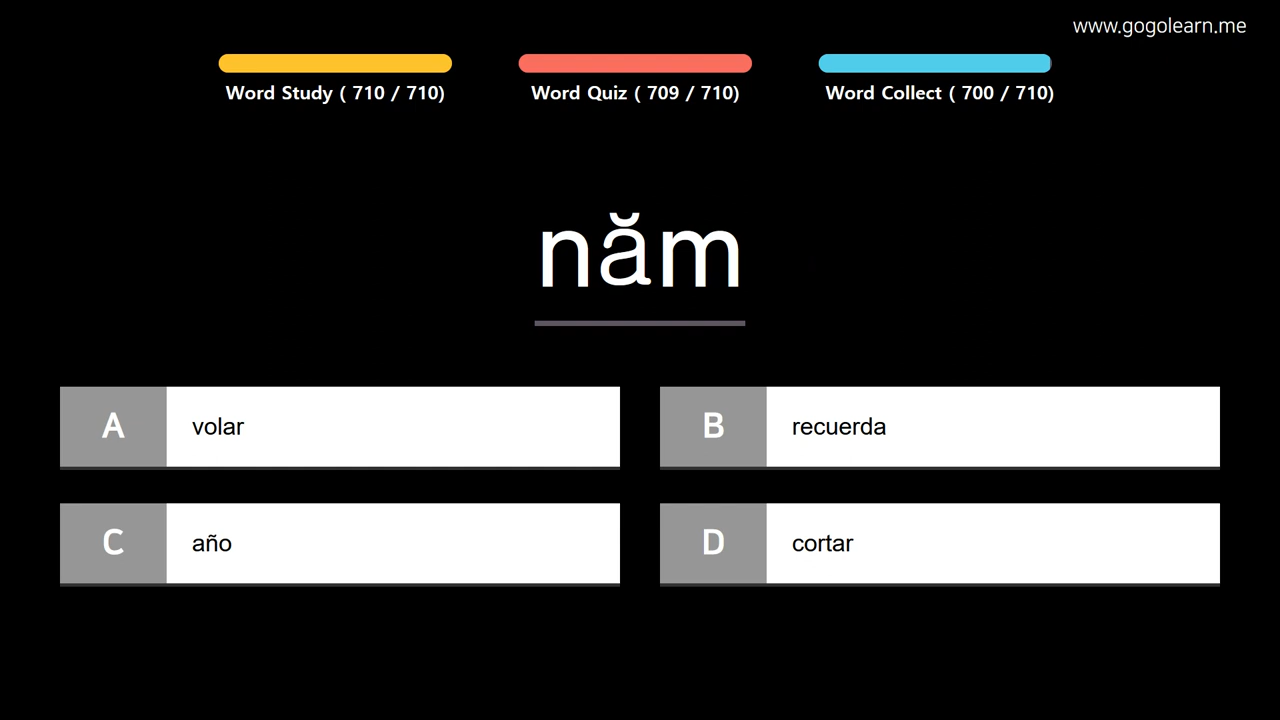 www.gogolearn.me
Word Study ( 710 / 710)
Word Quiz ( 709 / 710)
Word Collect ( 700 / 710)
năm
A volar
B recuerda
C año
D cortar